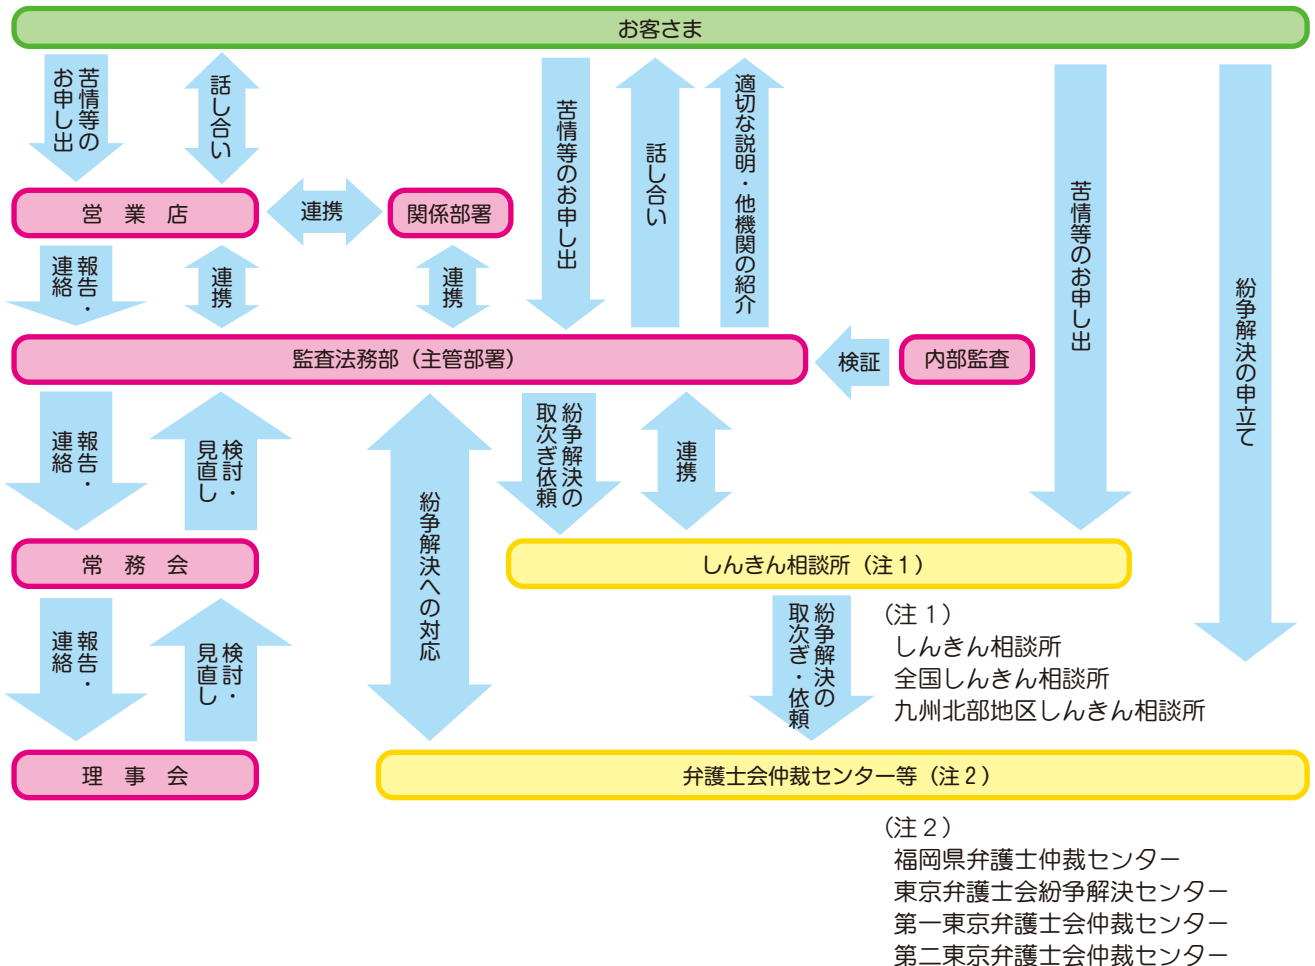 お客さま
苦情等の
お申し出
話し合い
苦情等のお申し出
話し合い
適切な説明・他機関の紹介
苦情等のお申し出
紛争解決の申立て
営業店
連携
関係部署
報告・
連絡
連携
連携
監査法務部（主管部署）
検証
内部監査
報告・
連絡
検討・
見直し
紛争解決への対応
紛争解決の
取次ぎ依頼
連携
常務会
しんきん相談所（注１）
報告・
連絡
検討・
見直し
紛争解決の
取次ぎ・依頼
（注１）
しんきん相談所
全国しんきん相談所
九州北部地区しんきん相談所
理事会
弁護士会仲裁センター等（注２）
（注２）
福岡県弁護士仲裁センター
東京弁護士会紛争解決センター
第一東京弁護士会仲裁センター
第二東京弁護士会仲裁センター